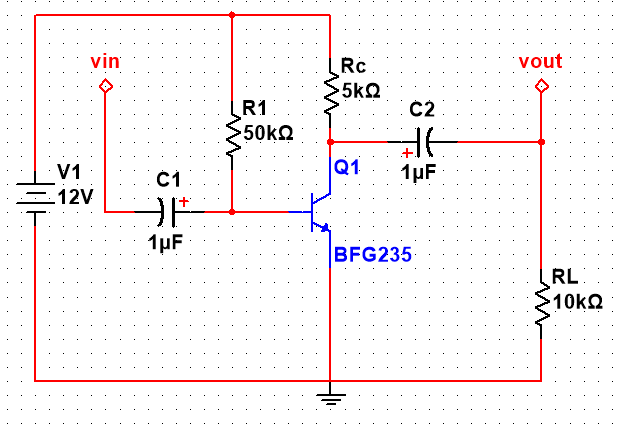 vin
vout
Rc
5kΩ
R1
50kΩ
C2
+
1µF
V1
12V
C1
+
1µF
Q1
BFG235
RL
10kΩ